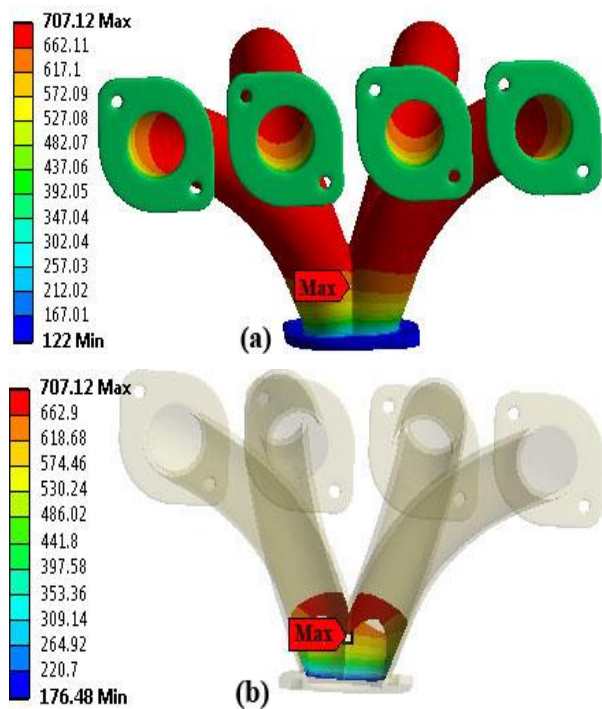 707.12 Max
662.11
617.1
572.09
527.08
482.07
437.06
392.05
347.04
302.04
257.03
212.02
167.01
122 Min
Max
(a)
707.12 Max
662.9
618.68
574.46
530.24
486.02
441.8
397.58
353.36
309.14
264.92
220.7
176.48 Min
Max
(b)